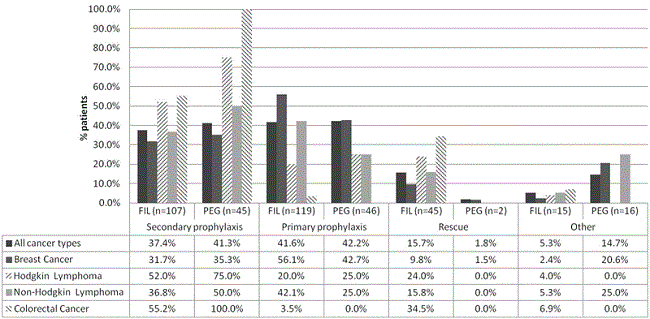 100.0%
90.0%
80.0%
70.0%
60.0%
50.0%
40.0%
30.0%
20.0%
10.0%
0.0%
% patients
FIL (n=107) PEG (n=45) FIL (n=119) PEG (n=46) FIL (n=45) PEG (n=2) FIL (n=15) PEG (n=16)
Secondary prophylaxis Primary prophylaxis Rescue Other
All cancer types 37.4% 41.3% 41.6% 42.2% 15.7% 1.8% 5.3% 14.7%
Breast Cancer 31.7% 35.3% 56.1% 42.7% 9.8% 1.5% 2.4% 20.6%
Hodgkin Lymphoma 52.0% 75.0% 20.0% 25.0% 24.0% 0.0% 4.0% 0.0%
Non-Hodgkin Lymphoma 36.8% 50.0% 42.1% 25.0% 15.8% 0.0% 5.3% 25.0%
Colorectal Cancer 55.2% 100.0% 3.5% 0.0% 34.5% 0.0% 6.9% 0.0%